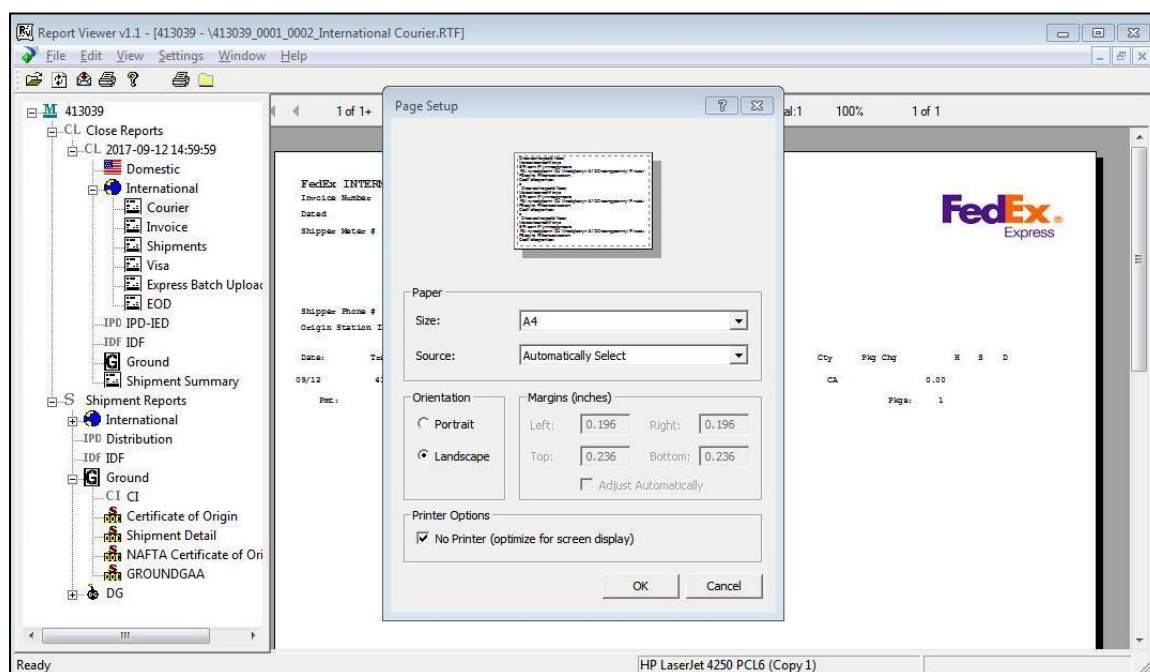 Report Viewer v1.1 - [413039 - \413039_0001_0002_International Courier.RTF]
File Edit View Settings Window Help
413039
CL Close Reports
CL 2017-09-12 14:59:59
Domestic
International
Courier
Invoice
Shipments
Visa
Express Batch Upload
EOD
IPD IPD-IED
IDF IDF
Ground
Shipment Summary
S Shipment Reports
International
IPD Distribution
IDF IDF
Ground
CI CI
Certificate of Origin
Shipment Detail
NAFTA Certificate of Ori
GROUNDGAA
DG
1 of 1+
al:1 100% 1 of 1
FedEx INTERN
Invoice Number
Dated
Shipper Meter #
FedEx Express
Shipper Phone #
Origin Station I
Date: Cty Pkg Chg H S D
09/12 CA 0.00
Pmt: Pkgs: 1
Page Setup
Paper
Size: A4
Source: Automatically Select
Orientation
Portrait
Landscape
Margins (inches)
Left: 0.196 Right: 0.196
Top: 0.236 Bottom: 0.236
Adjust Automatically
Printer Options
No Printer (optimize for screen display)
OK Cancel
Ready HP LaserJet 4250 PCL6 (Copy 1)